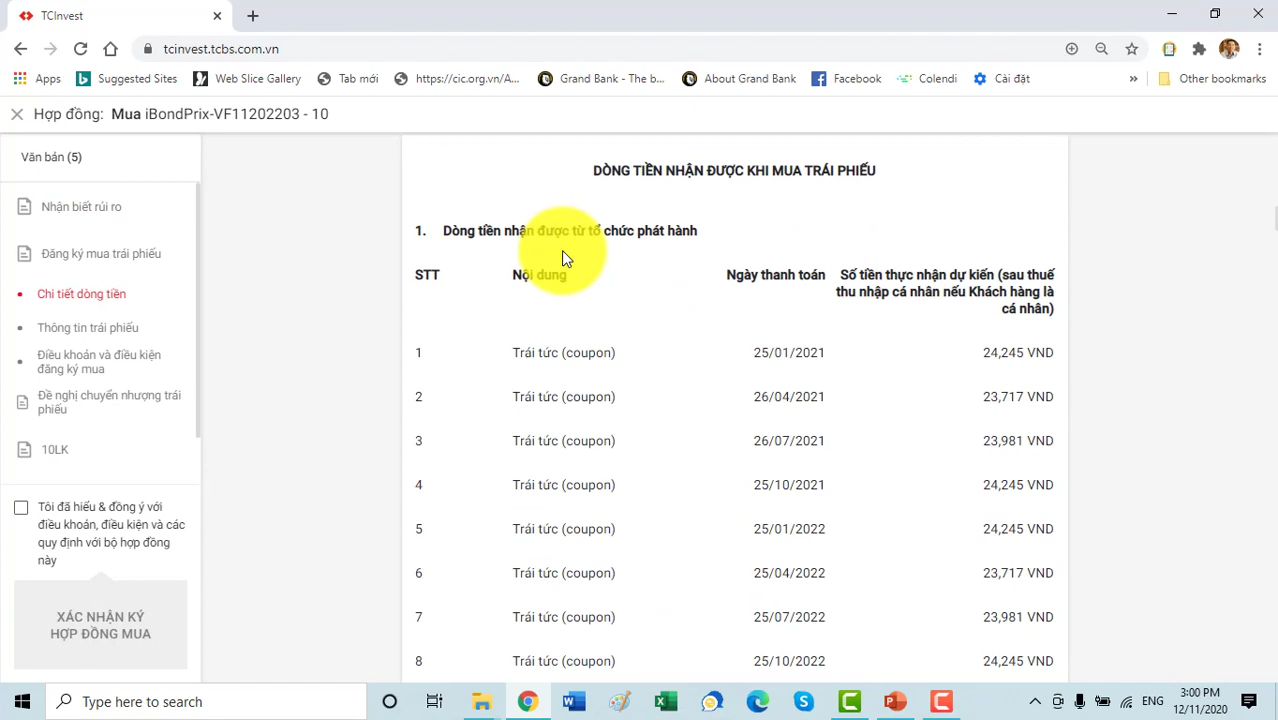 TCInvest
tcinvest.tcbs.com.vn
Apps
Suggested Sites
Web Slice Gallery
Tab mới
https://cic.org.vn/A...
Grand Bank - The b...
About Grand Bank
Facebook
Colendi
Cài đặt
»
Other bookmarks
Hợp đồng: Mua iBondPrix-VF11202203 - 10
Văn bản (5)
Nhận biết rủi ro
Đăng ký mua trái phiếu
Chi tiết dòng tiền
Thông tin trái phiếu
Điều khoản và điều kiện
đăng ký mua
Đề nghị chuyển nhượng trái
phiếu
10LK
Tôi đã hiểu & đồng ý với
điều khoản, điều kiện và các
quy định với bộ hợp đồng
này
XÁC NHẬN KÝ
HỢP ĐỒNG MUA
DÒNG TIỀN NHẬN ĐƯỢC KHI MUA TRÁI PHIẾU
1. Dòng tiền nhận được từ tổ chức phát hành
STT Nội dung Ngày thanh toán Số tiền thực nhận dự kiến (sau thuế
thu nhập cá nhân nếu Khách hàng là
cá nhân)
1 Trái tức (coupon) 25/01/2021 24,245 VND
2 Trái tức (coupon) 26/04/2021 23,717 VND
3 Trái tức (coupon) 26/07/2021 23,981 VND
4 Trái tức (coupon) 25/10/2021 24,245 VND
5 Trái tức (coupon) 25/01/2022 24,245 VND
6 Trái tức (coupon) 25/04/2022 23,717 VND
7 Trái tức (coupon) 25/07/2022 23,981 VND
8 Trái tức (coupon) 25/10/2022 24,245 VND
Type here to search
ENG
3:00 PM
12/11/2020